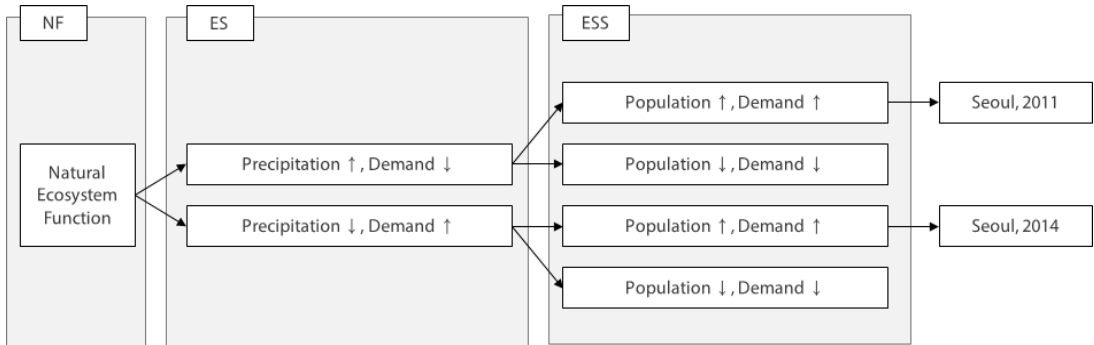 NF
ES
ESS
Population ↑, Demand ↑
Seoul, 2011
Natural
Ecosystem
Function
Precipitation ↑, Demand ↓
Population ↓, Demand ↓
Precipitation ↓, Demand ↑
Population ↑, Demand ↑
Seoul, 2014
Population ↓, Demand ↓